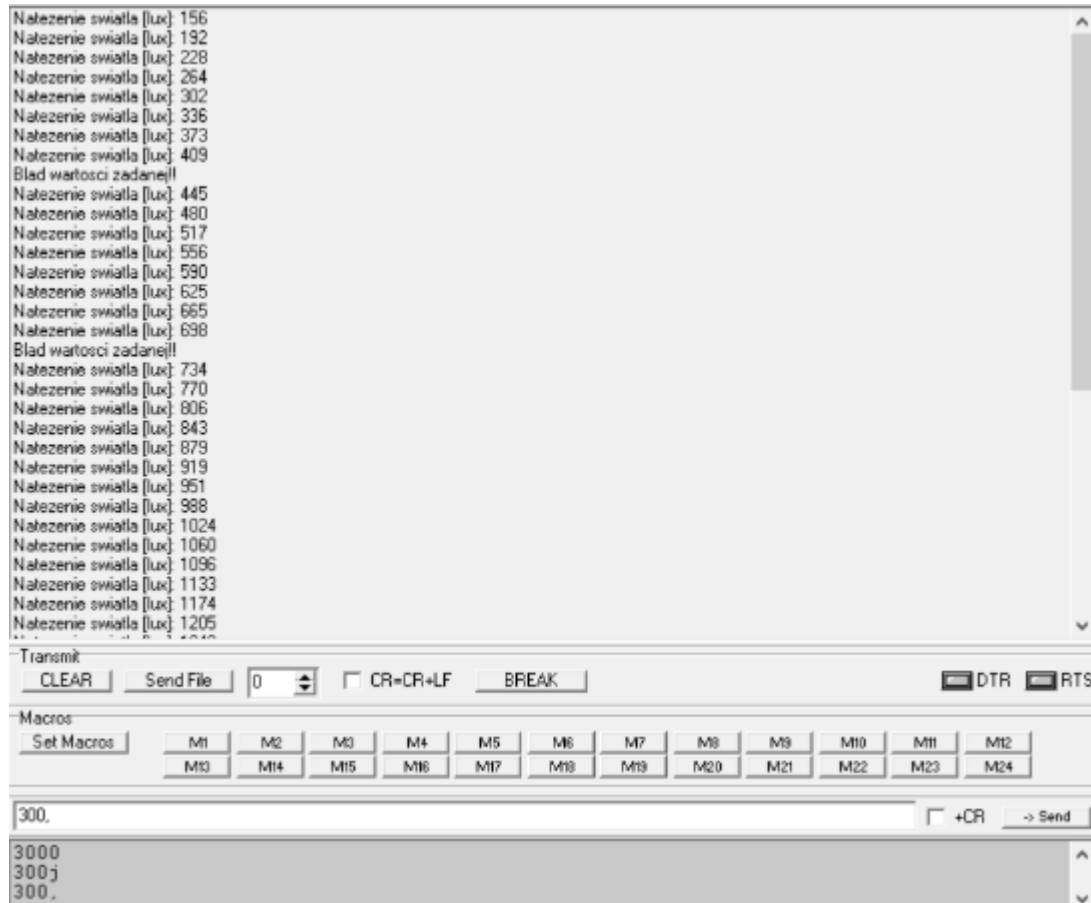 Natezenie swiatla [lux]: 156
Natezenie swiatla [lux]: 192
Natezenie swiatla [lux]: 228
Natezenie swiatla [lux]: 264
Natezenie swiatla [lux]: 302
Natezenie swiatla [lux]: 336
Natezenie swiatla [lux]: 373
Natezenie swiatla [lux]: 409
Blad wartosci zadanej!!
Natezenie swiatla [lux]: 445
Natezenie swiatla [lux]: 480
Natezenie swiatla [lux]: 517
Natezenie swiatla [lux]: 556
Natezenie swiatla [lux]: 590
Natezenie swiatla [lux]: 625
Natezenie swiatla [lux]: 665
Natezenie swiatla [lux]: 698
Blad wartosci zadanej!!
Natezenie swiatla [lux]: 734
Natezenie swiatla [lux]: 770
Natezenie swiatla [lux]: 806
Natezenie swiatla [lux]: 843
Natezenie swiatla [lux]: 879
Natezenie swiatla [lux]: 919
Natezenie swiatla [lux]: 951
Natezenie swiatla [lux]: 988
Natezenie swiatla [lux]: 1024
Natezenie swiatla [lux]: 1060
Natezenie swiatla [lux]: 1096
Natezenie swiatla [lux]: 1133
Natezenie swiatla [lux]: 1174
Natezenie swiatla [lux]: 1205
Transmit
CLEAR Send File 0 CR=CR+LF BREAK DTR RTS
Macros
Set Macros M1 M2 M3 M4 M5 M6 M7 M8 M9 M10 M11 M12
M13 M14 M15 M16 M17 M18 M19 M20 M21 M22 M23 M24
300, +CR -> Send
3000
300j
300,